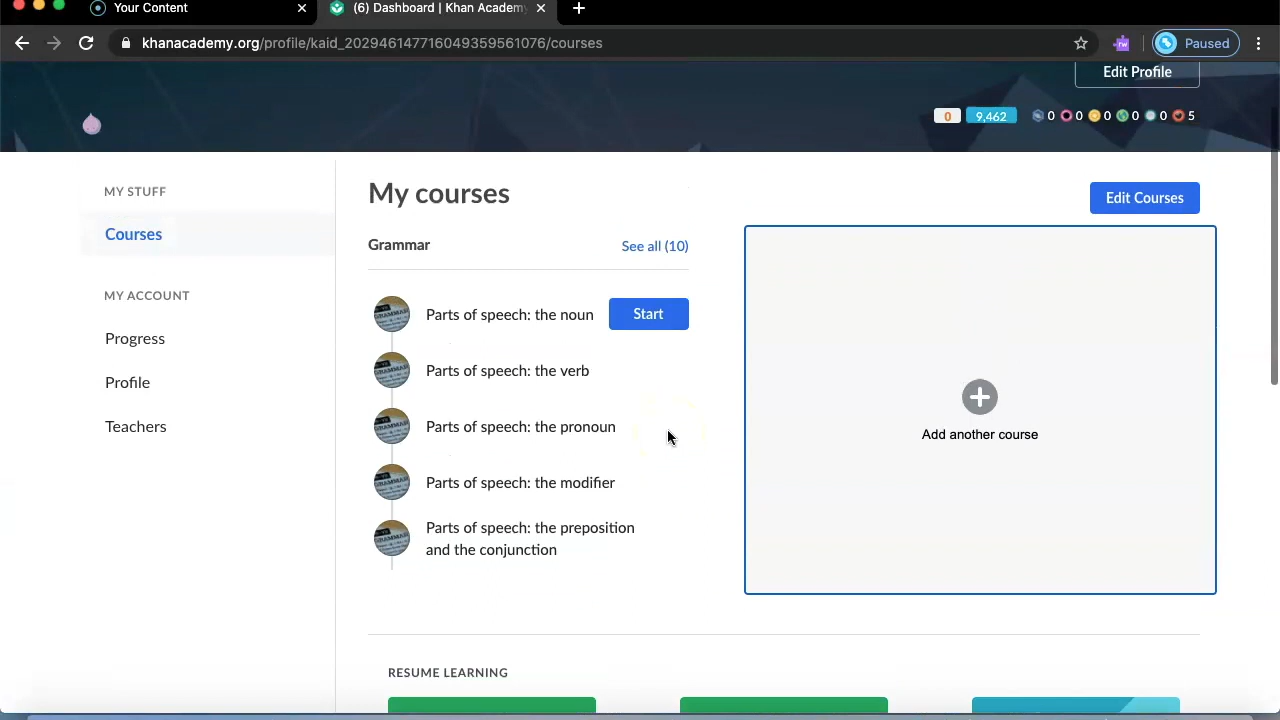 Your Content
(6) Dashboard | Khan Academy
khanacademy.org/profile/kaid_202946147716049359561076/courses
Paused
Edit Profile
0 9,462 0 0 0 0 0 5
MY STUFF
Courses
MY ACCOUNT
Progress
Profile
Teachers
My courses
Edit Courses
Grammar
See all (10)
Parts of speech: the noun
Start
Parts of speech: the verb
Parts of speech: the pronoun
Parts of speech: the modifier
Parts of speech: the preposition
and the conjunction
Add another course
RESUME LEARNING